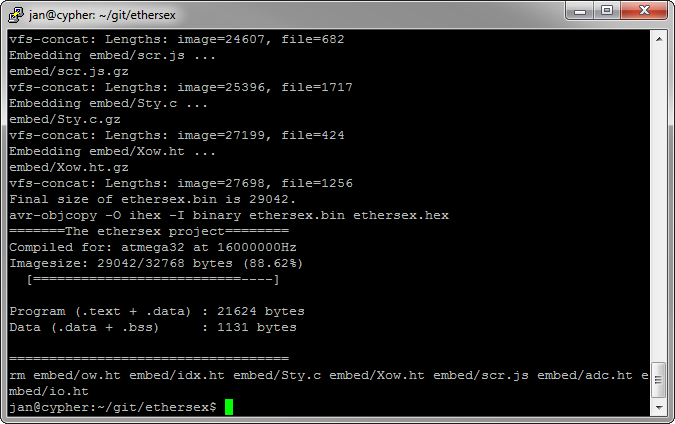 jan@cypher: ~/git/ethersex
vfs-concat: Lengths: image=24607, file=682
Embedding embed/scr.js ...
embed/scr.js.gz
vfs-concat: Lengths: image=25396, file=1717
Embedding embed/Sty.c ...
embed/Sty.c.gz
vfs-concat: Lengths: image=27199, file=424
Embedding embed/Xow.ht ...
embed/Xow.ht.gz
vfs-concat: Lengths: image=27698, file=1256
Final size of ethersex.bin is 29042.
avr-objcopy -O ihex -I binary ethersex.bin ethersex.hex
=======The ethersex project========
Compiled for: atmega32 at 16000000Hz
Imagesize: 29042/32768 bytes (88.62%)
  [==========================----]

Program (.text + .data) : 21624 bytes
Data (.data + .bss)     : 1131 bytes

===================================
rm embed/ow.ht embed/idx.ht embed/Sty.c embed/Xow.ht embed/scr.js embed/adc.ht e
mbed/io.ht
jan@cypher:~/git/ethersex$